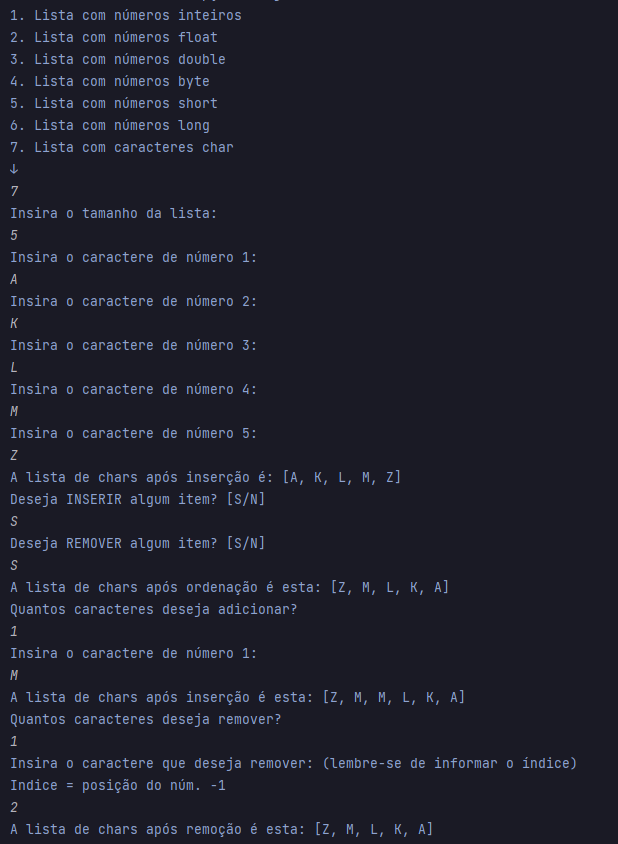 1. Lista com números inteiros
2. Lista com números float
3. Lista com números double
4. Lista com números byte
5. Lista com números short
6. Lista com números long
7. Lista com caracteres char
↓
7
Insira o tamanho da lista:
5
Insira o caractere de número 1:
A
Insira o caractere de número 2:
K
Insira o caractere de número 3:
L
Insira o caractere de número 4:
M
Insira o caractere de número 5:
Z
A lista de chars após inserção é: [A, K, L, M, Z]
Deseja INSERIR algum item? [S/N]
S
Deseja REMOVER algum item? [S/N]
S
A lista de chars após ordenação é esta: [Z, M, L, K, A]
Quantos caracteres deseja adicionar?
1
Insira o caractere de número 1:
M
A lista de chars após inserção é esta: [Z, M, M, L, K, A]
Quantos caracteres deseja remover?
1
Insira o caractere que deseja remover: (lembre-se de informar o índice)
Indice = posição do núm. -1
2
A lista de chars após remoção é esta: [Z, M, L, K, A]